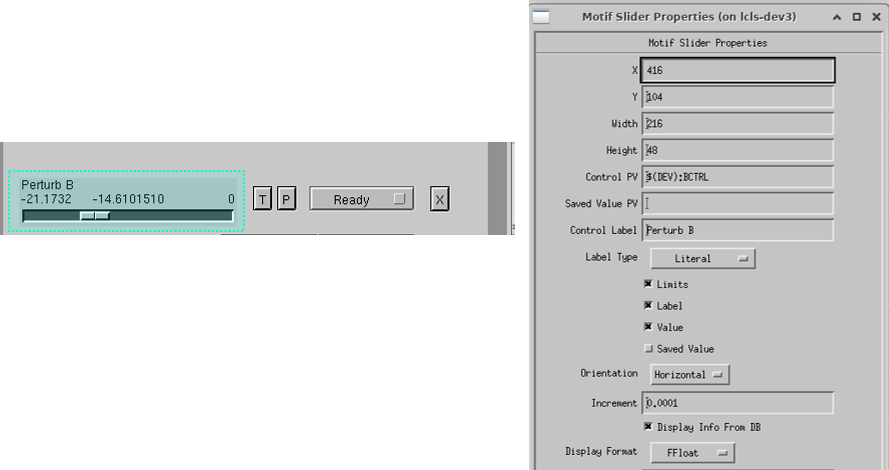 Motif Slider Properties (on lcls-dev3)
Motif Slider Properties
X 416
Y 104
Width 216
Height 48
Control PV $(DEV):BCTRL
Saved Value PV
Control Label Perturb B
Label Type Literal
Limits
Label
Value
Saved Value
Orientation Horizontal
Increment 0.0001
Display Info From DB
Display Format FFloat
Perturb B
-21.1732 -14.6101510 0
T P Ready X